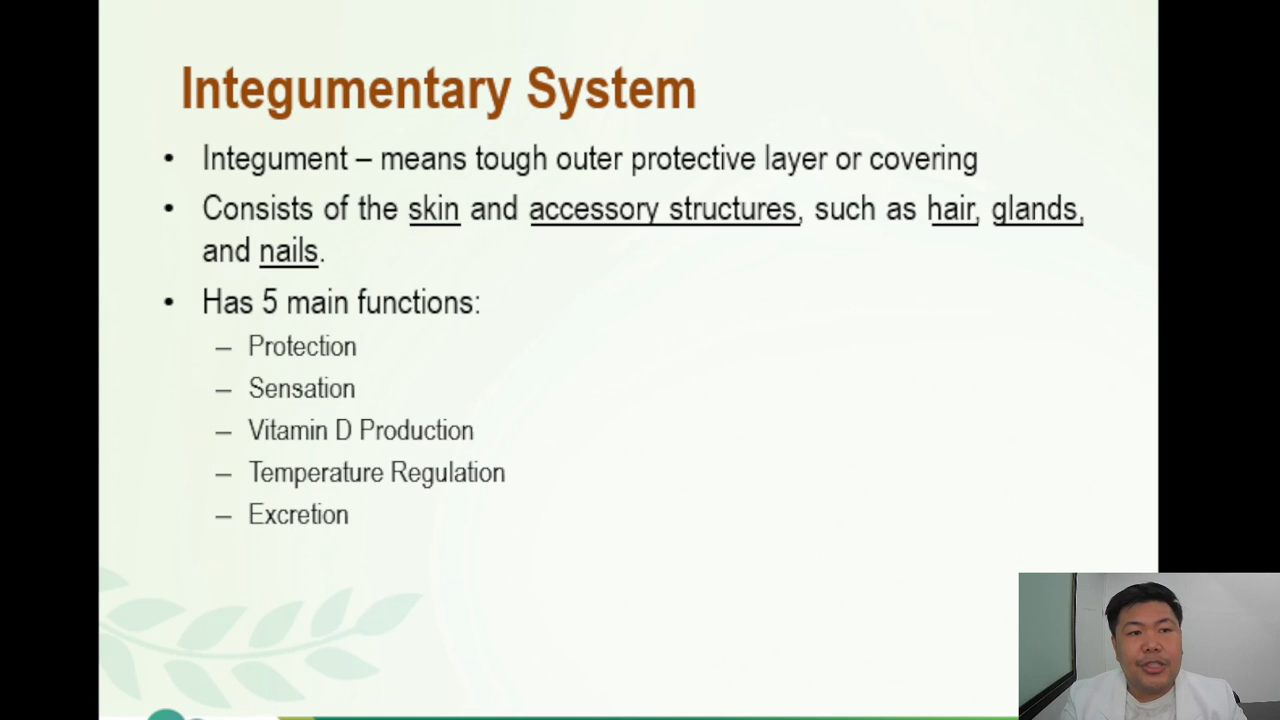 Integumentary System
• Integument – means tough outer protective layer or covering
• Consists of the skin and accessory structures, such as hair, glands,
and nails.
• Has 5 main functions:
– Protection
– Sensation
– Vitamin D Production
– Temperature Regulation
– Excretion